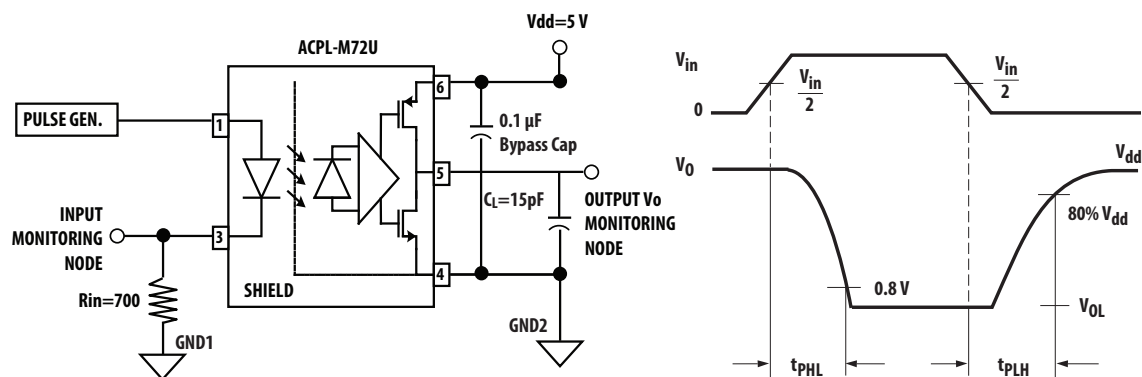 Vdd=5 V
ACPL-M72U
6
PULSE GEN.
1
0.1 µF
Bypass Cap
5
CL=15pF
OUTPUT Vo
MONITORING
NODE
INPUT
MONITORING
NODE
3
4
SHIELD
Rin=700
GND1
GND2
Vin
Vin
2
Vin
2
0
VO
Vdd
80% Vdd
0.8 V
VOL
tPHL
tPLH